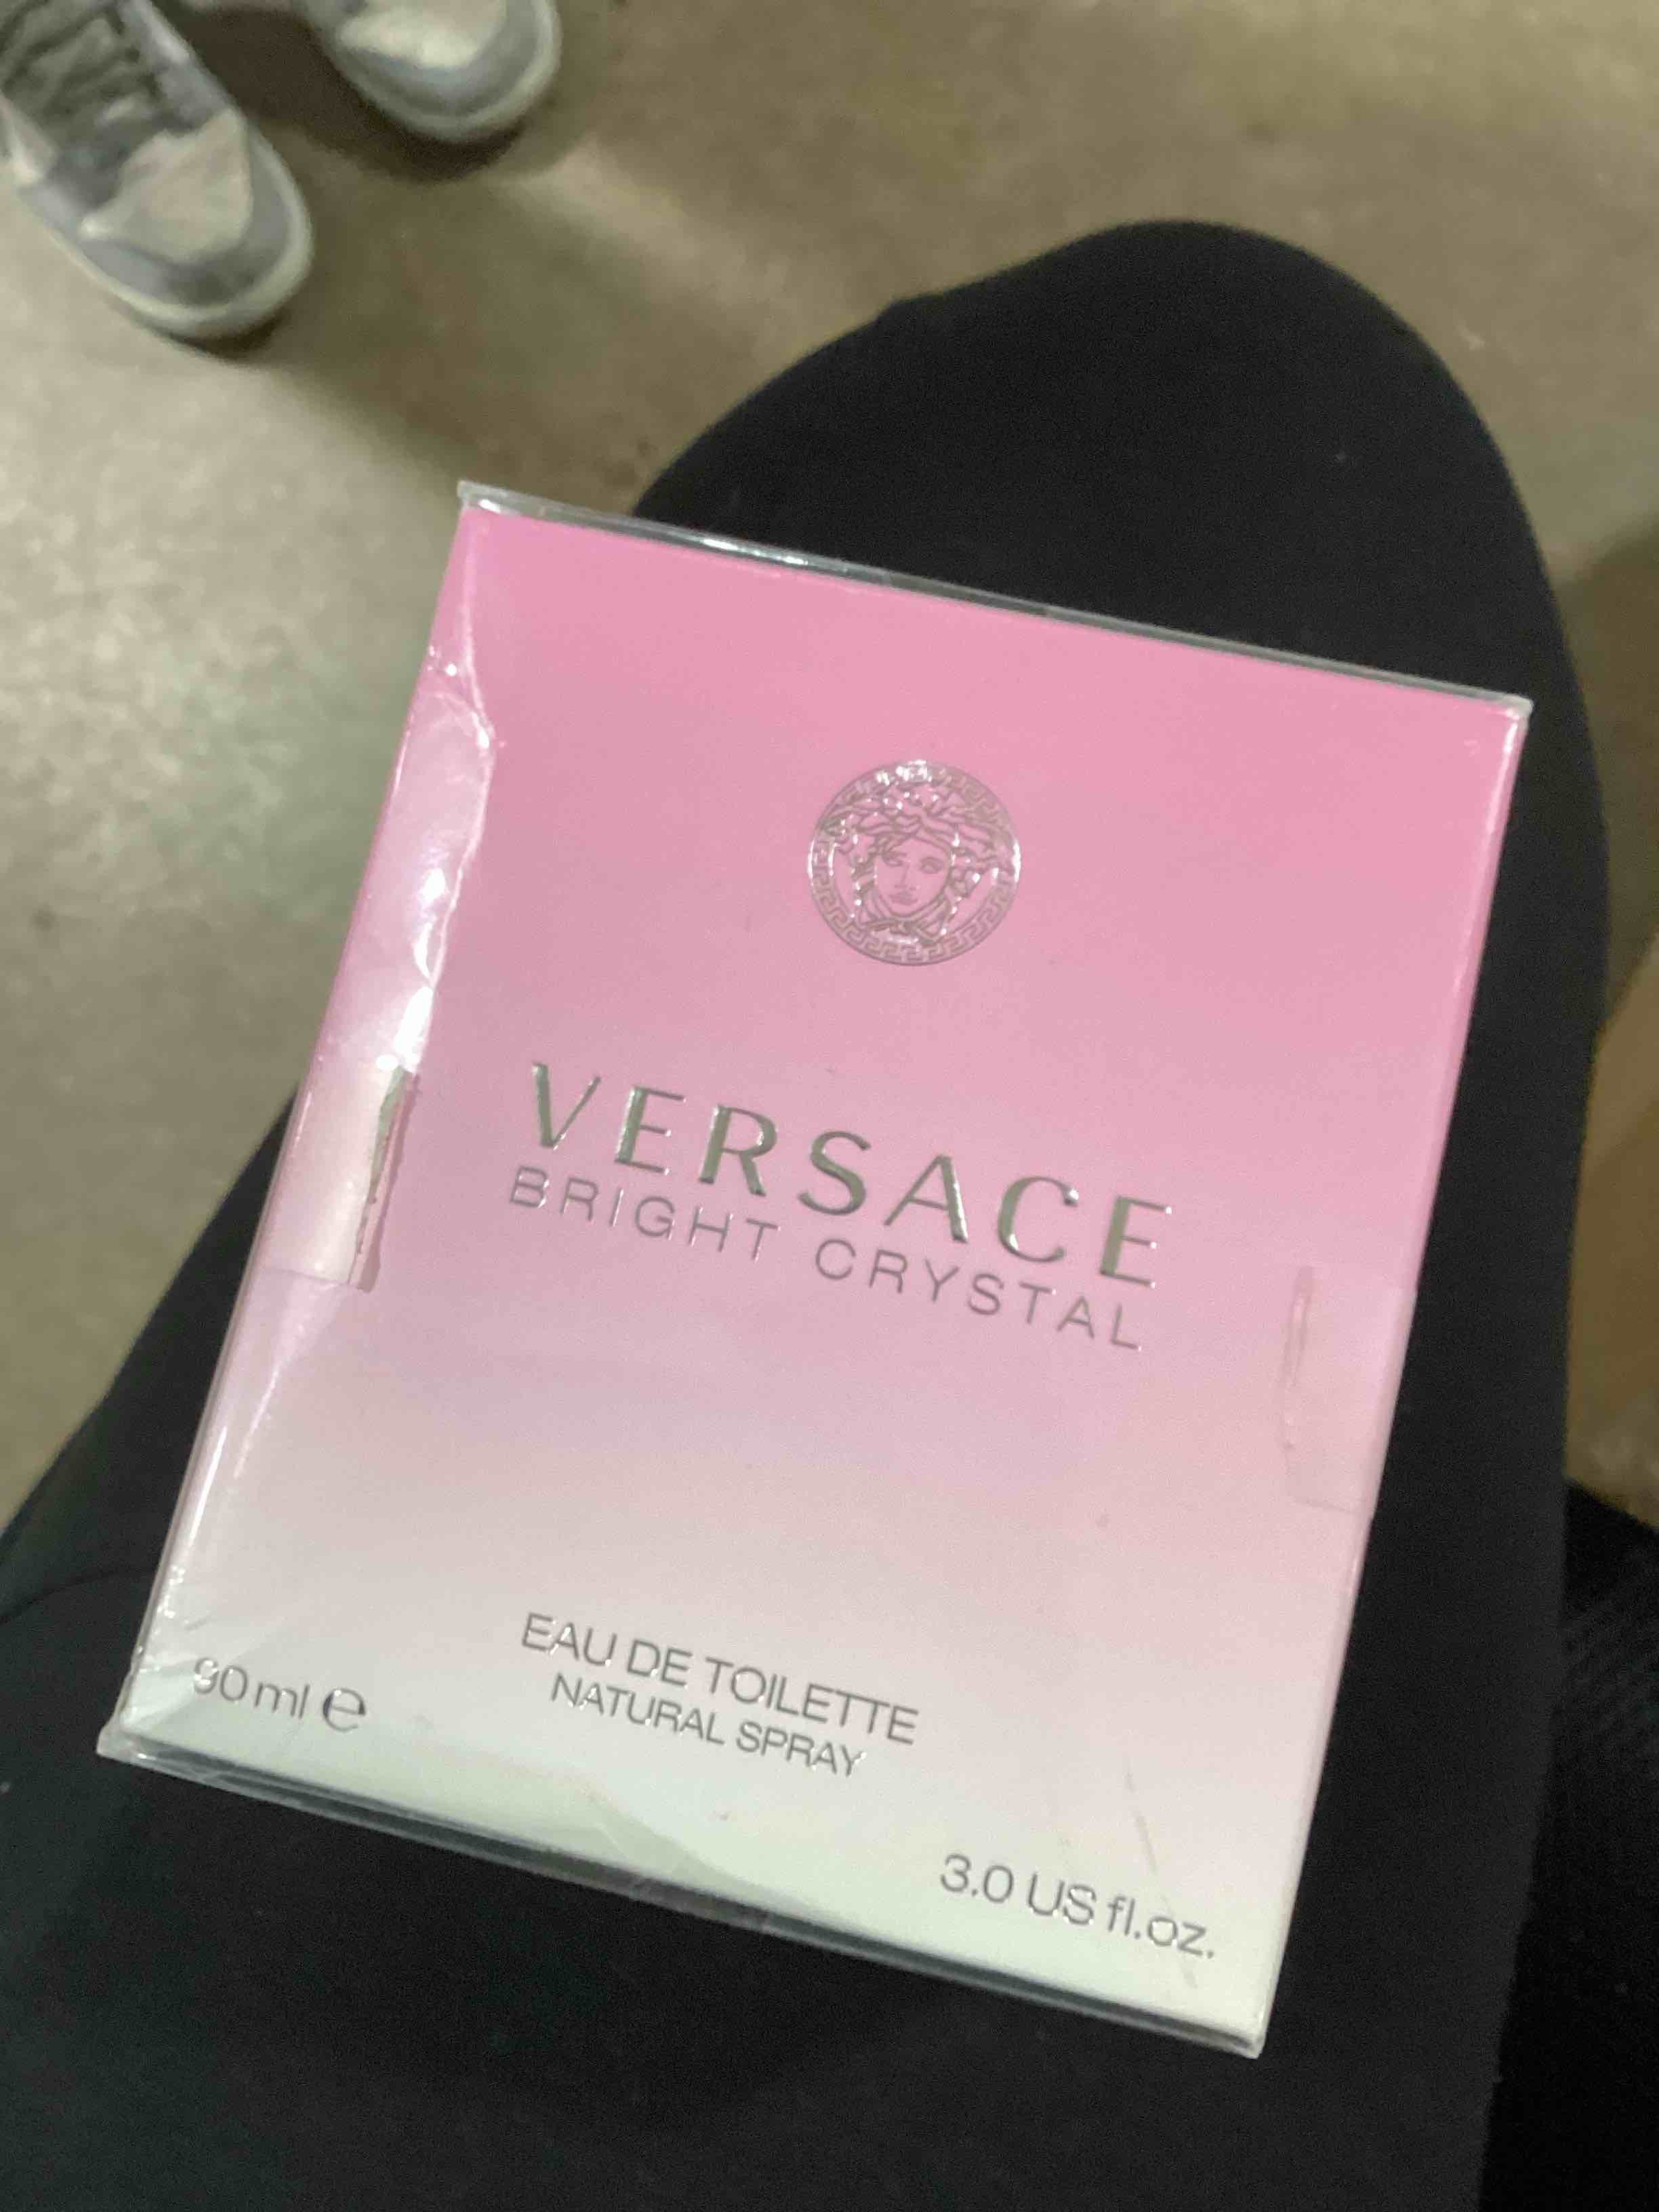 VERSACE
BRIGHT CRYSTAL
EAU DE TOILETTE
NATURAL SPRAY
90 ml ℮
3.0 US fl.oz.